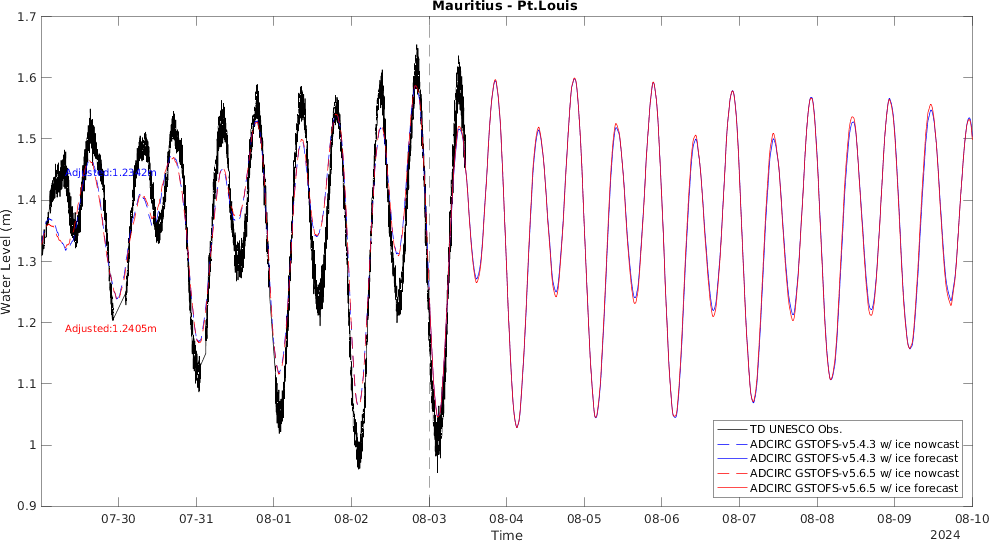 Mauritius - Pt.Louis
1.7
1.6
1.5
1.4
1.3
1.2
1.1
1
0.9
Water Level (m)
Adjusted:1.2342m
Adjusted:1.2405m
TD UNESCO Obs.
ADCIRC GSTOFS-v5.4.3 w/ ice nowcast
ADCIRC GSTOFS-v5.4.3 w/ ice forecast
ADCIRC GSTOFS-v5.6.5 w/ ice nowcast
ADCIRC GSTOFS-v5.6.5 w/ ice forecast
07-30 07-31 08-01 08-02 08-03 08-04 08-05 08-06 08-07 08-08 08-09 08-10
Time
2024